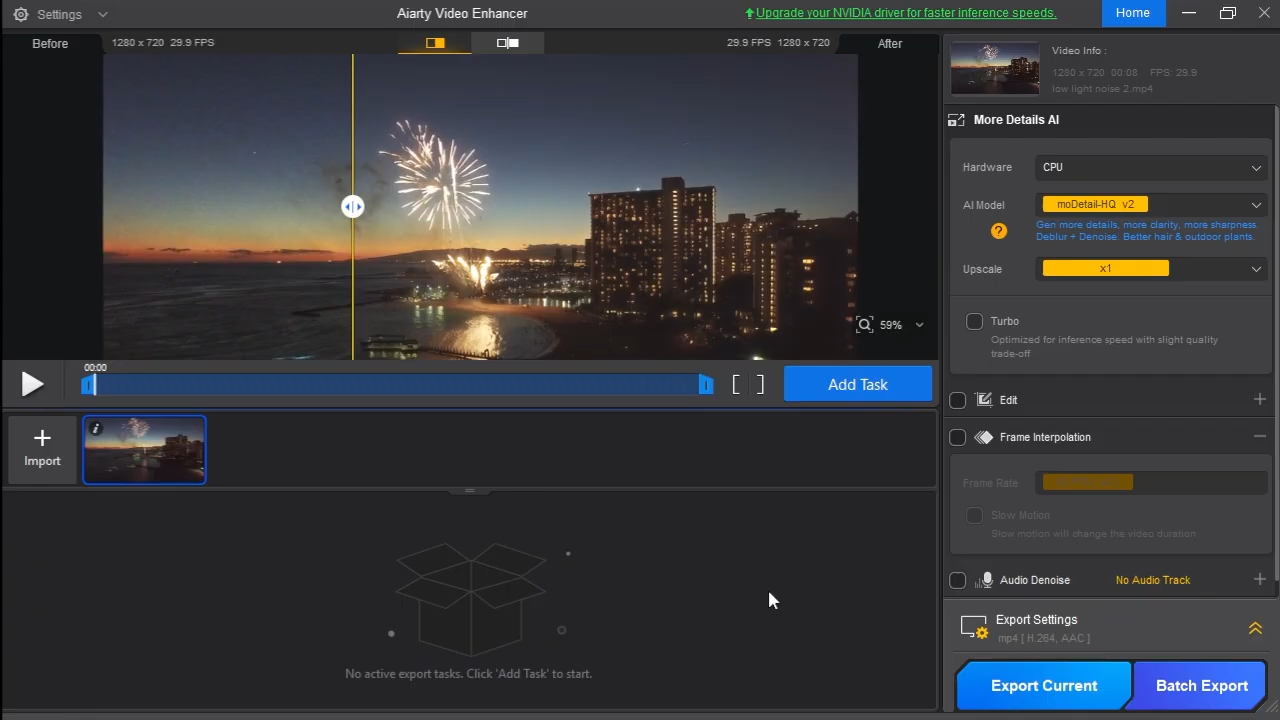 Settings
Aiarty Video Enhancer
Upgrade your NVIDIA driver for faster inference speeds.
Home
Before
1280 x 720 29.9 FPS
29.9 FPS 1280 x 720
After
Video Info :
1280 x 720 00:08 FPS: 29.9
low light noise 2.mp4
More Details AI
Hardware
CPU
AI Model
moDetail-HQ v2
?
Gen more details, more clarity, more sharpness.
Deblur + Denoise. Better hair & outdoor plants.
Upscale
x1
59%
Turbo
Optimized for inference speed with slight quality
trade-off
00:00
Add Task
Edit
Import
Frame Interpolation
Frame Rate
Slow Motion
Slow motion will change the video duration
Audio Denoise
No Audio Track
Export Settings
mp4 [ H.264, AAC ]
No active export tasks. Click 'Add Task' to start.
Export Current
Batch Export